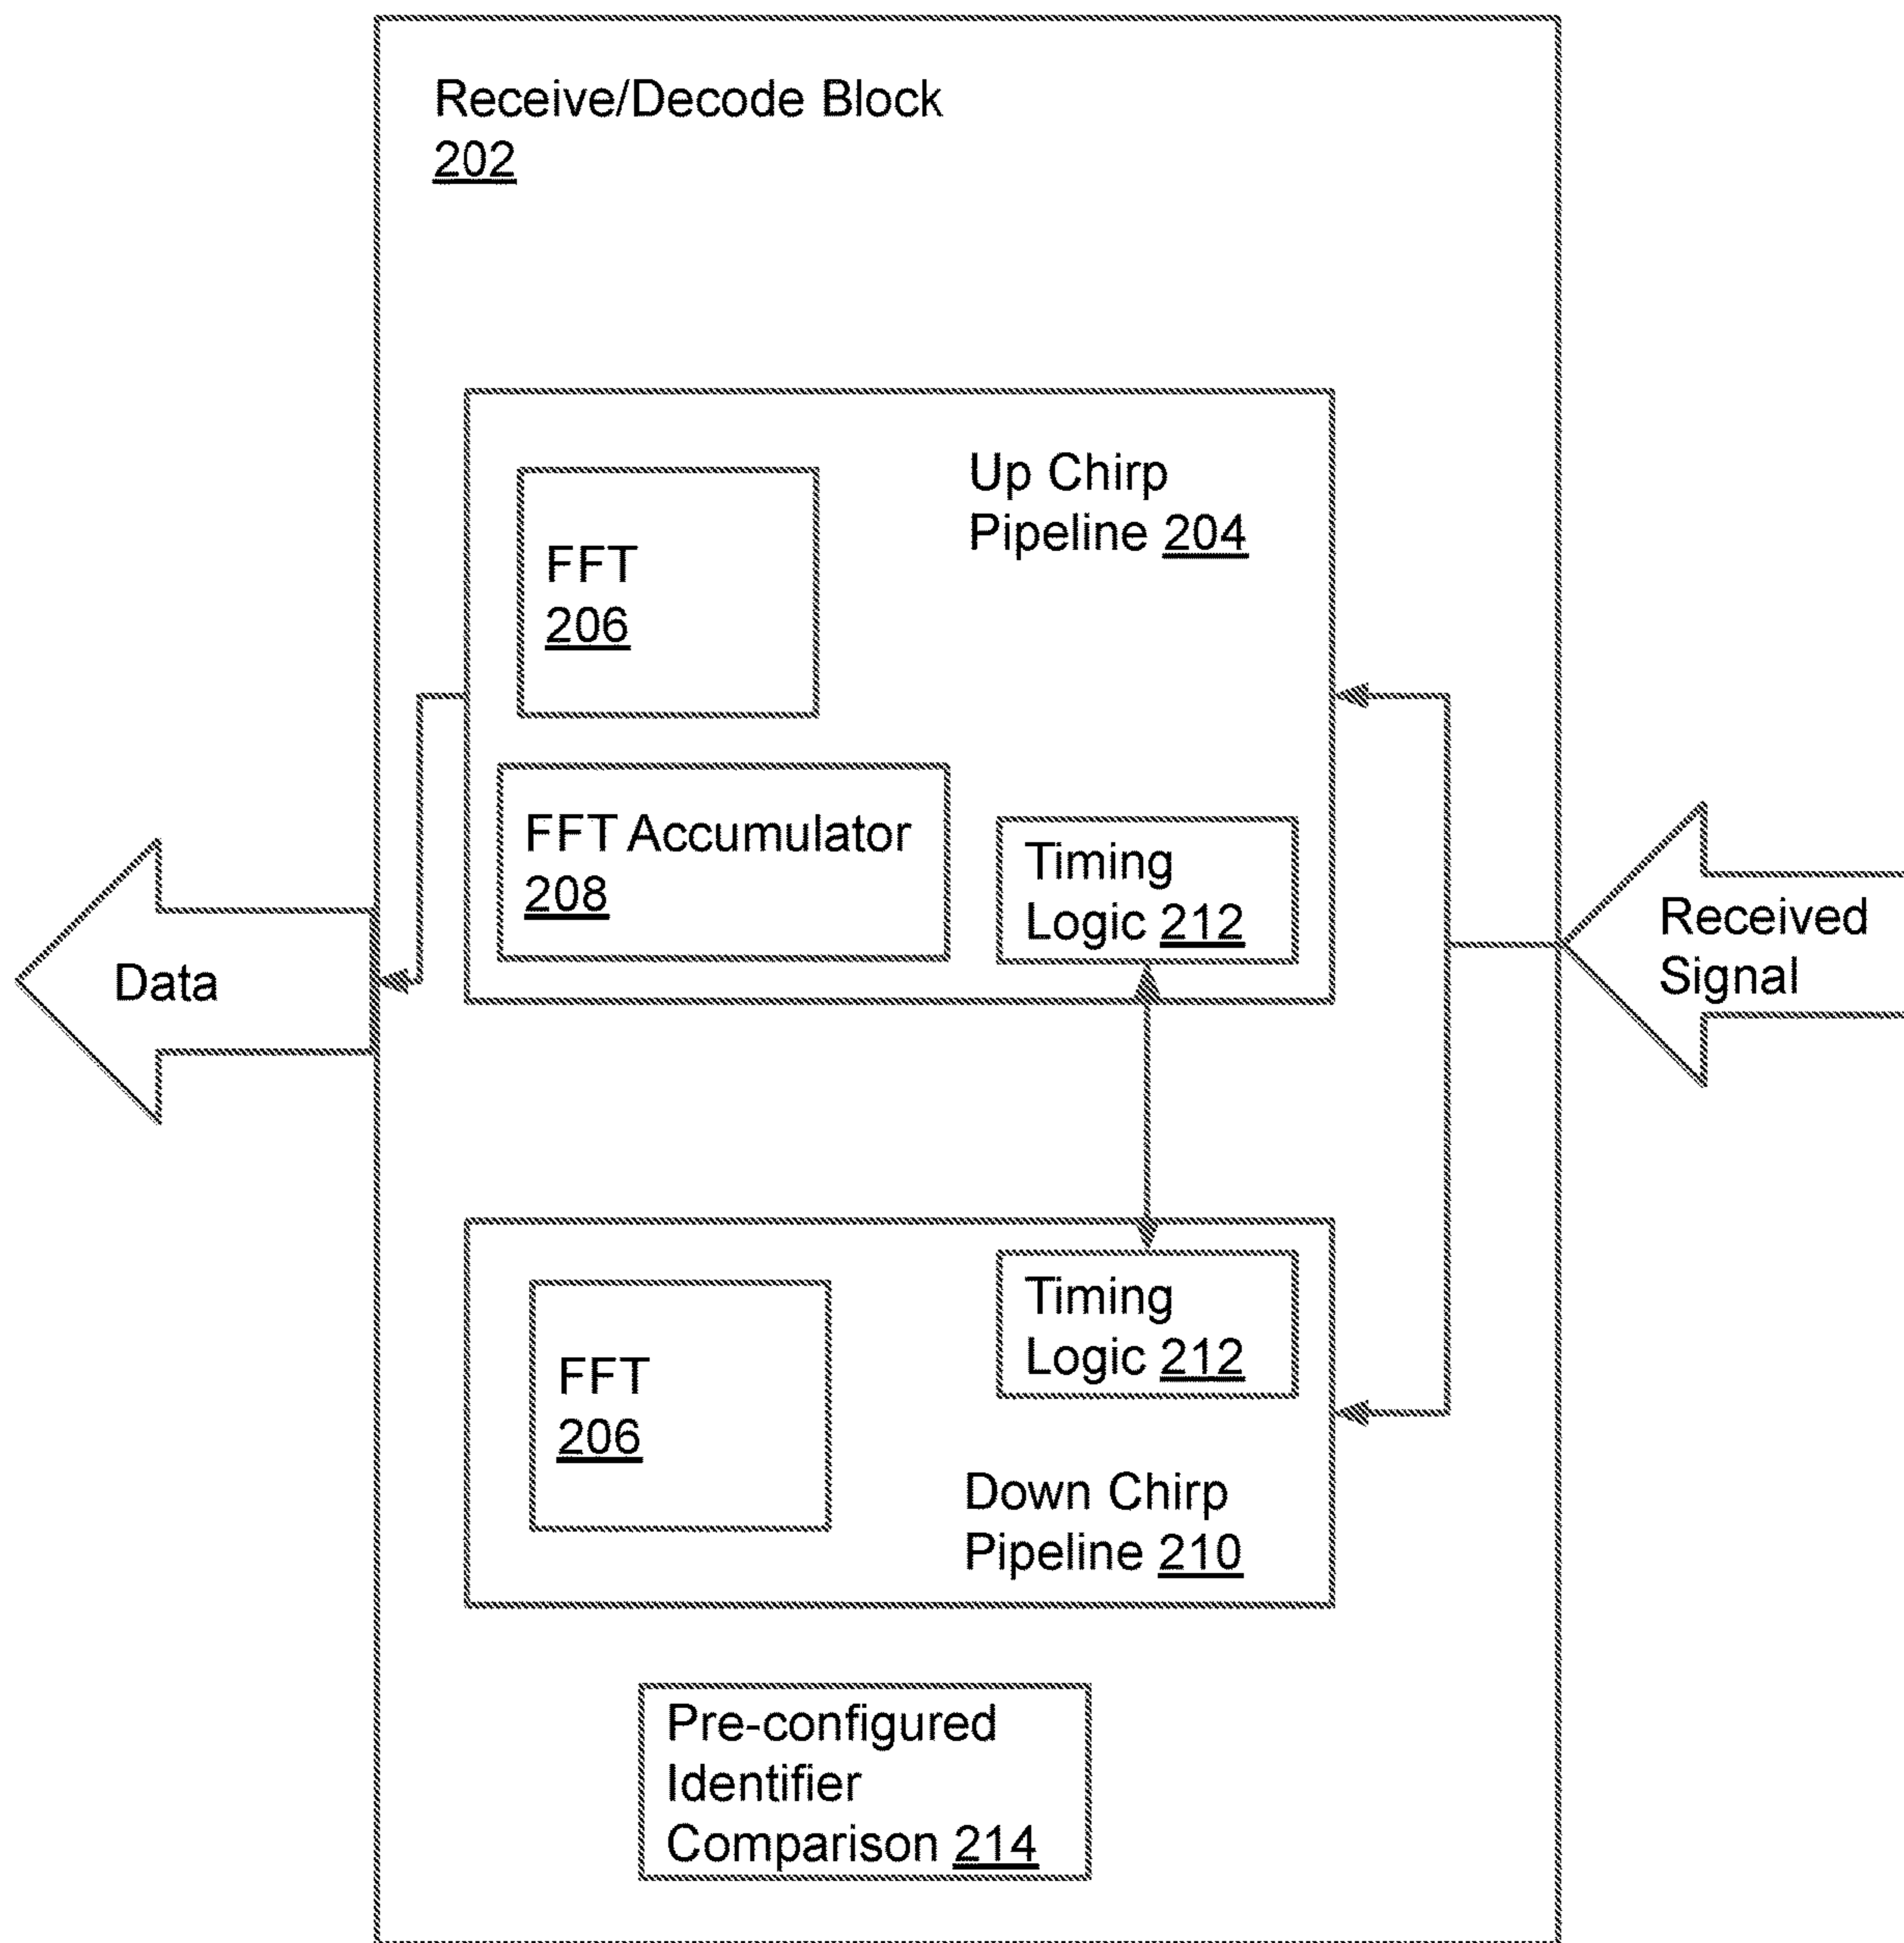 Receive/Decode Block
202
Up Chirp
Pipeline 204
FFT
206
FFT Accumulator
208
Timing
Logic 212
Received
Signal
Data
Timing
Logic 212
FFT
206
Down Chirp
Pipeline 210
Pre-configured
Identifier
Comparison 214